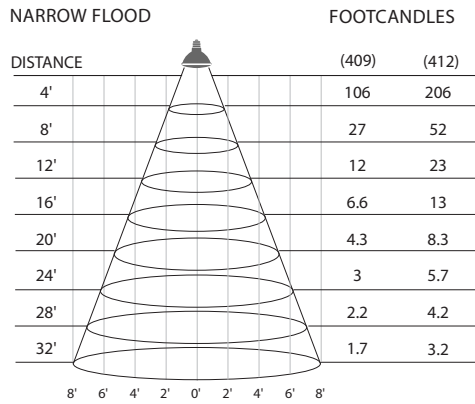 NARROW FLOOD FOOTCANDLES
DISTANCE (409) (412)
4' 106 206
8' 27 52
12' 12 23
16' 6.6 13
20' 4.3 8.3
24' 3 5.7
28' 2.2 4.2
32' 1.7 3.2
8' 6' 4' 2' 0' 2' 4' 6' 8'